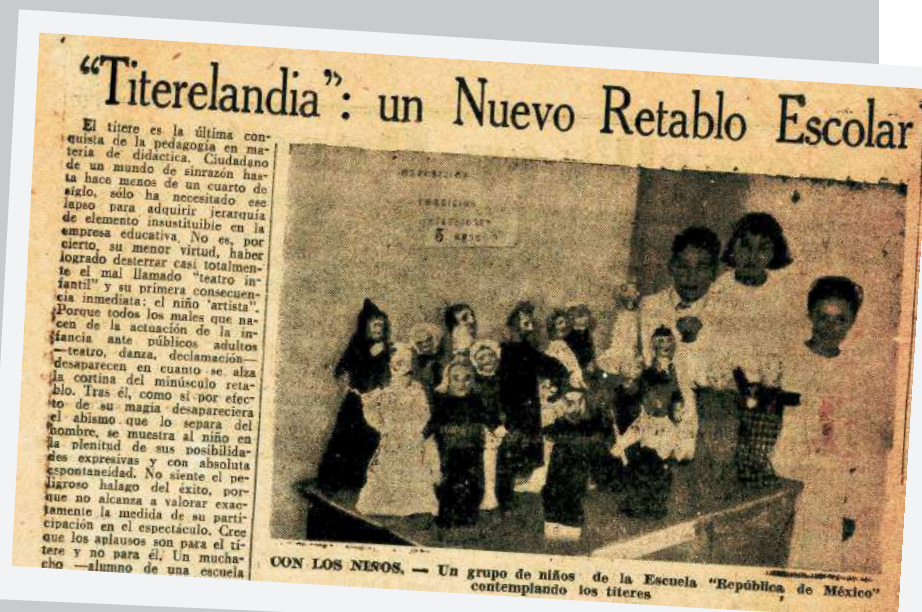 “Titerelandia”: un Nuevo Retablo Escolar
El títere es la última con-
quista de la pedagogía en ma-
teria de didáctica. Ciudadano
de un mundo de sinrazón has-
ta hace menos de un cuarto de
siglo, sólo ha necesitado ese
lapso para adquirir jerarquía
de elemento insustituible en la
empresa educativa. No es, por
cierto, su menor virtud, haber
logrado desterrar casi totalmen-
te el mal llamado "teatro in-
fantil" y su primera consecuen-
cia inmediata: el niño 'artista".
Porque todos los males que na-
cen de la actuación de la in-
fancia ante públicos adultos
—teatro, danza, declamación—
desaparecen en cuanto se alza
la cortina del minúsculo reta-
blo. Tras él, como si por efec-
to de su magia desapareciera
el abismo que lo separa del
hombre, se muestra al niño en
la plenitud de sus posibilida-
des expresivas y con absoluta
espontaneidad. No siente el pe-
ligroso halago del éxito, por-
que no alcanza a valorar exac-
tamente la medida de su parti-
cipación en el espectáculo. Cree
que los aplausos son para el tí-
tere y no para él. Un mucha-
cho —alumno de una escuela
EXPOSICION
5
CON LOS NIÑOS. — Un grupo de niños de la Escuela "República de México"
contemplando los títeres